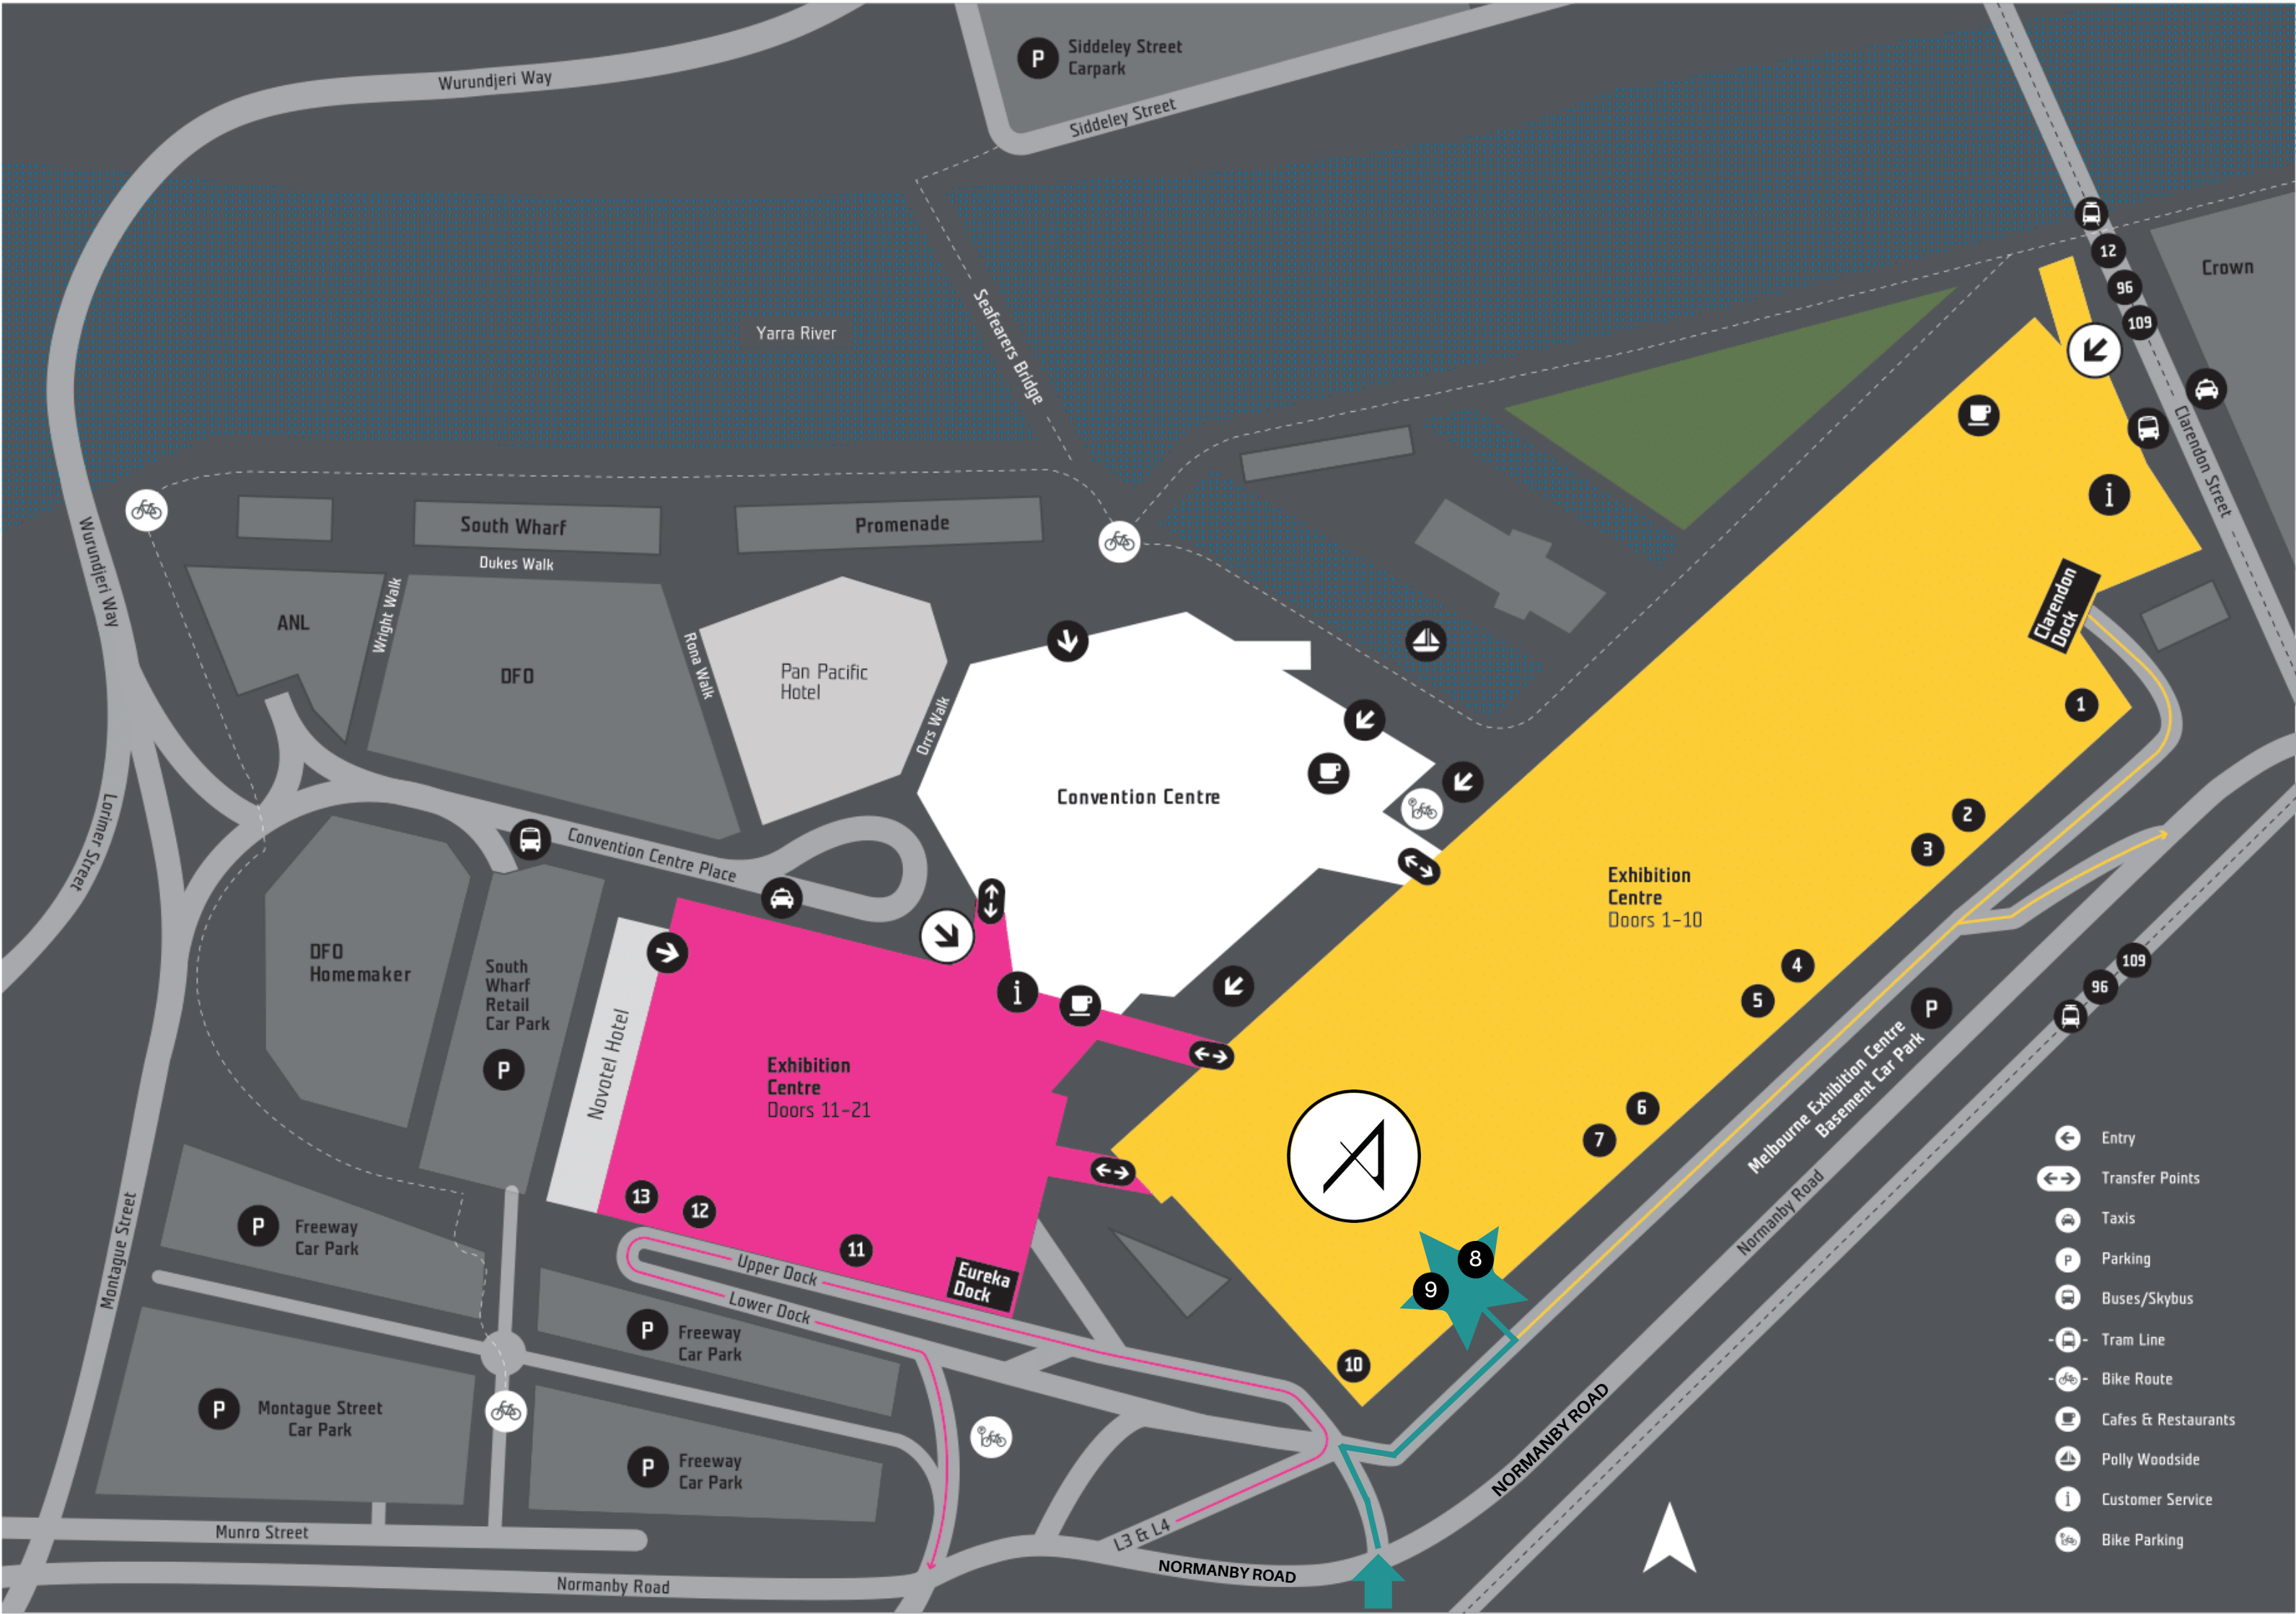 Wurundjeri Way
P
Siddeley Street
Carpark
Siddeley Street
Seafearers Bridge
Yarra River
12
96
109
Crown
Clarendon Street
i
Clarendon
Dock
1
2
3
4
5
6
7
8
9
10
Exhibition
Centre
Doors 1-10
Wurundjeri Way
South Wharf
Promenade
Dukes Walk
ANL
Wright Walk
DFO
Rona Walk
Pan Pacific
Hotel
Orrs Walk
Convention Centre
Lorimer Street
Convention Centre Place
DFO
Homemaker
South
Wharf
Retail
Car Park
P
Novotel Hotel
i
Exhibition
Centre
Doors 11-21
13
12
11
Upper Dock
Lower Dock
Eureka
Dock
P
Freeway
Car Park
Montague Street
P
Freeway
Car Park
P
Montague Street
Car Park
P
Freeway
Car Park
Munro Street
Normanby Road
L3 & L4
NORMANBY ROAD
NORMANBY ROAD
Normanby Road
Melbourne Exhibition Centre
Basement Car Park
P
109
96
Entry
Transfer Points
Taxis
P
Parking
Buses/Skybus
Tram Line
Bike Route
Cafes & Restaurants
Polly Woodside
i
Customer Service
Bike Parking